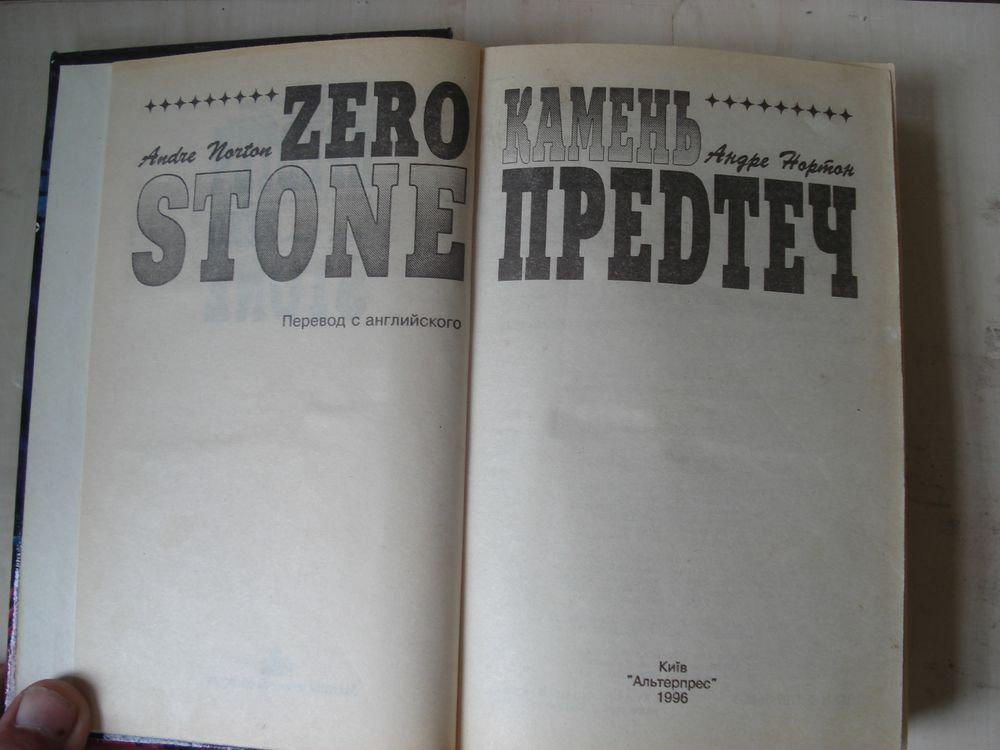 ZERO
Andre Norton
STONE
Перевод с английского
КАМЕНЬ
Андре Нортон
ПРЕДТЕЧ
Київ
"Альтерпрес"
1996